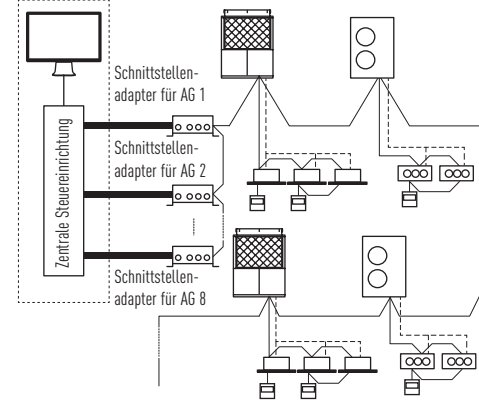 Schnittstellen-
adapter für AG 1
Zentrale Steuereinrichtung
Schnittstellen-
adapter für AG 2
Schnittstellen-
adapter für AG 8